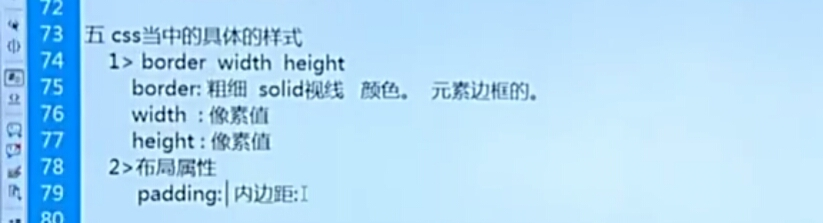 72
73 五 css当中的具体的样式
74 1> border width height
75 border: 粗细 solid视线 颜色。 元素边框的。
76 width : 像素值
77 height : 像素值
78 2>布局属性
79 padding: 内边距:
80